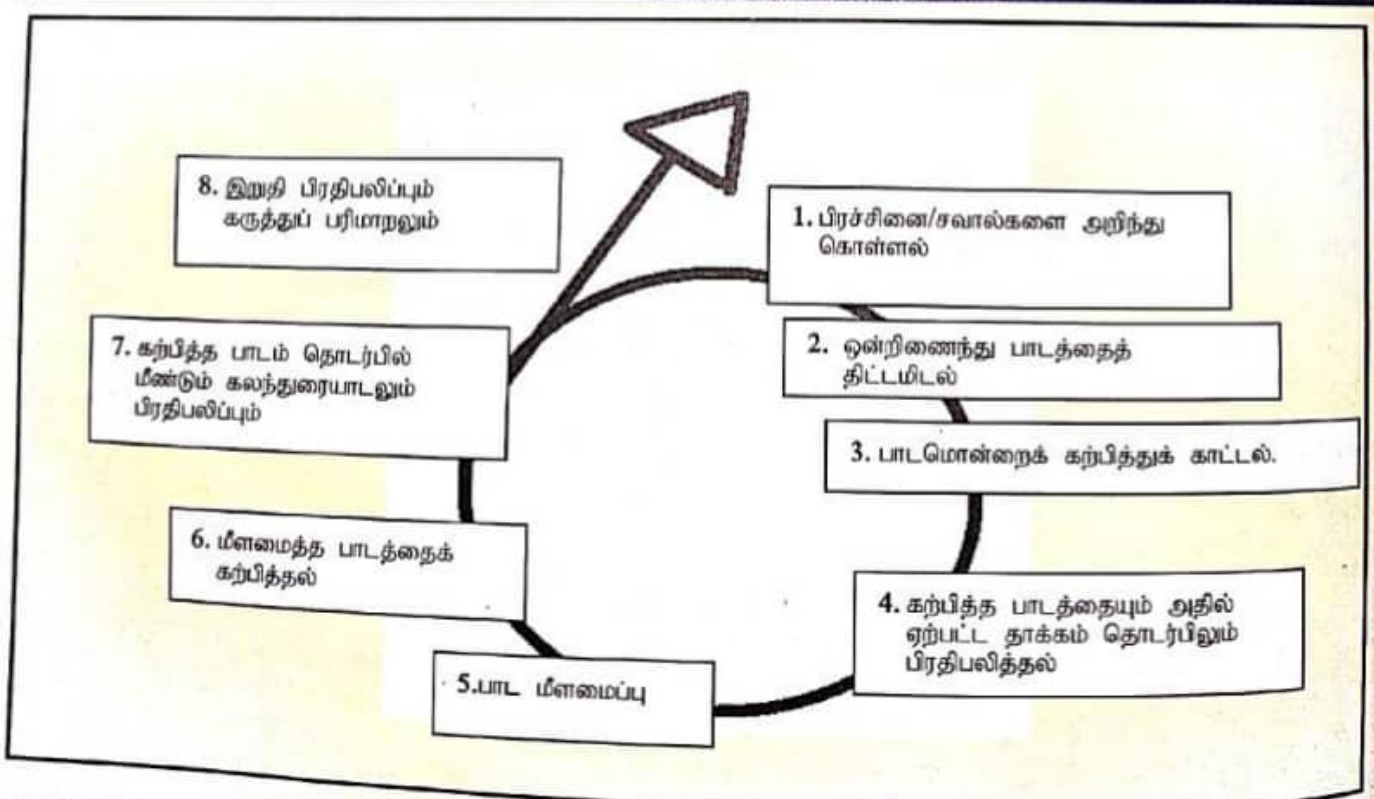 1. பிரச்சினை/சவால்களை அறிந்து
கொள்ளல்
2. ஒன்றிணைந்து பாடத்தைத்
திட்டமிடல்
3. பாடமொன்றைக் கற்பித்துக் காட்டல்.
4. கற்பித்த பாடத்தையும் அதில்
ஏற்பட்ட தாக்கம் தொடர்பிலும்
பிரதிபலித்தல்
5.பாட மீளமைப்பு
6. மீளமைத்த பாடத்தைக்
கற்பித்தல்
7. கற்பித்த பாடம் தொடர்பில்
மீண்டும் கலந்துரையாடலும்
பிரதிபலிப்பும்
8. இறுதி பிரதிபலிப்பும்
கருத்துப் பரிமாறலும்